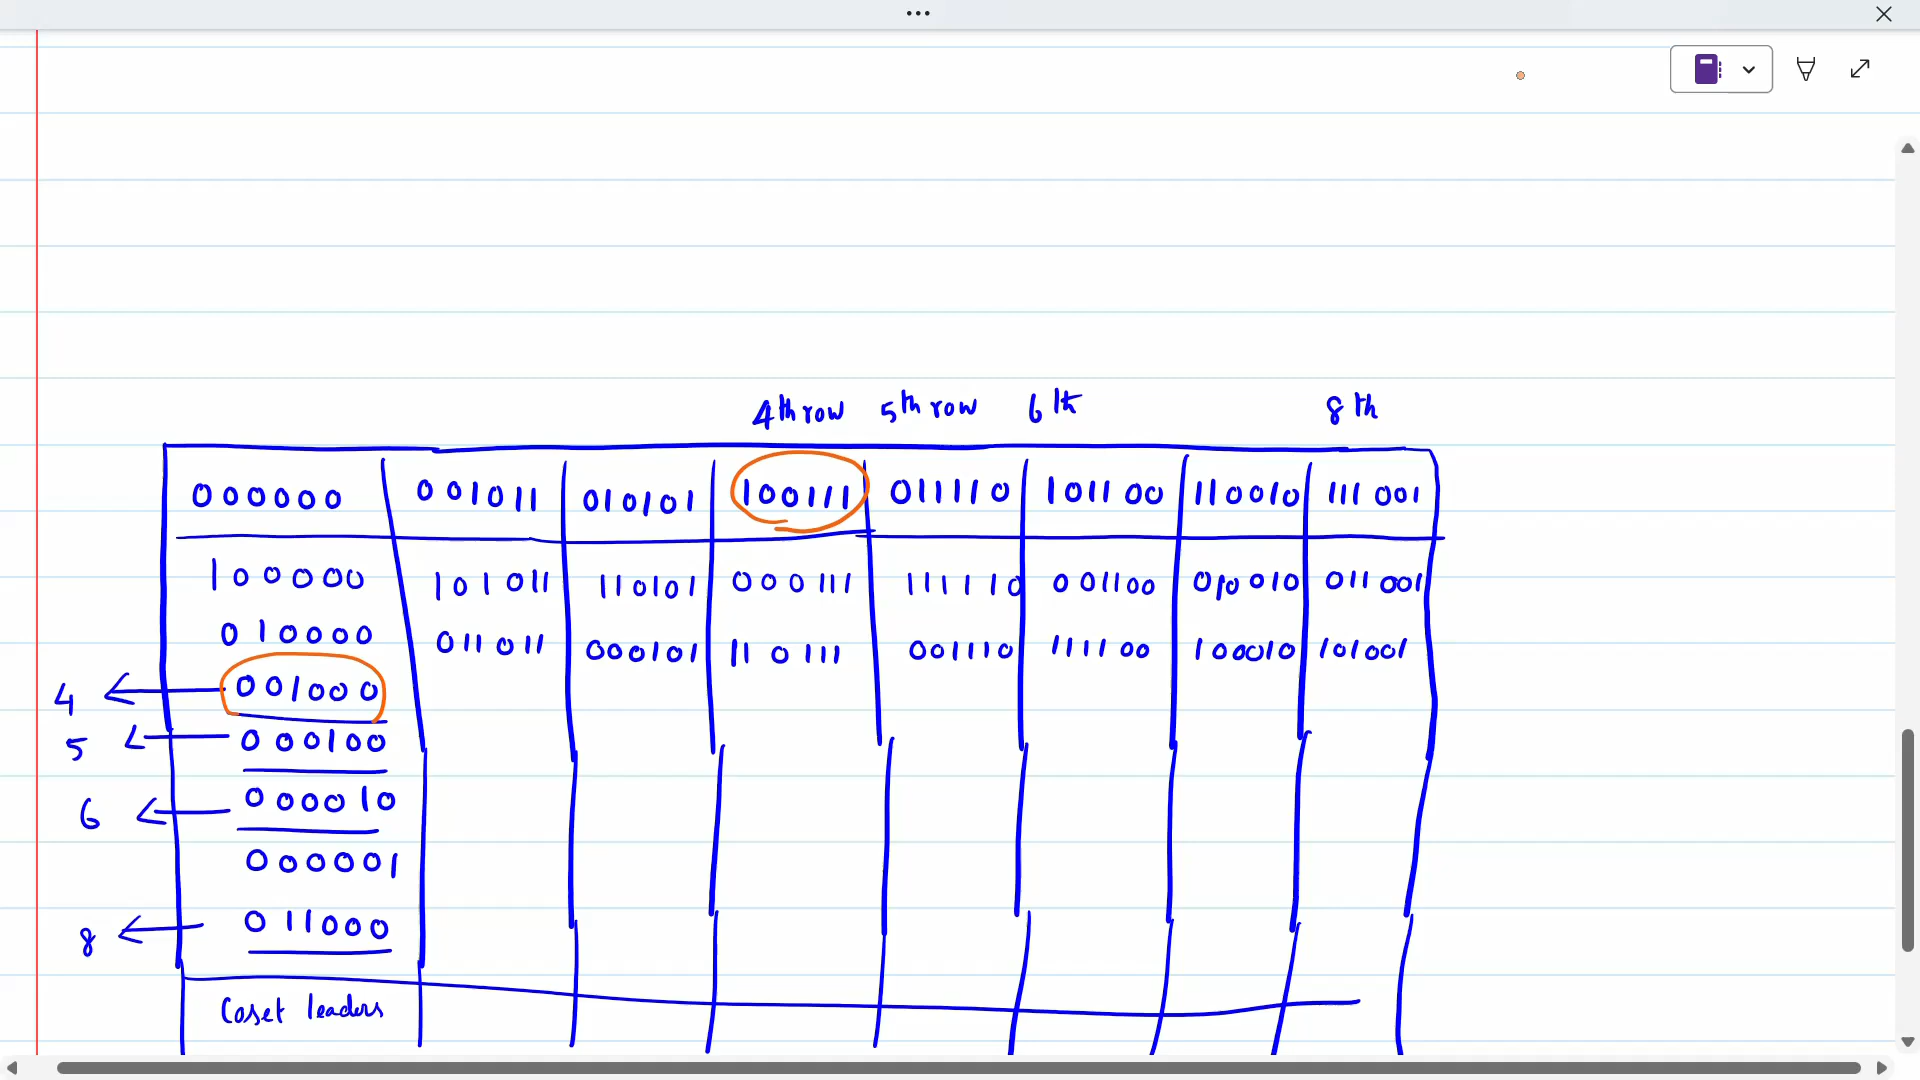 4th row 5th row 6th 8th
000000 001011 010101 100111 011110 101100 110010 111001
100000 101011 110101 000111 111110 001100 010010 011001
010000 011011 000101 110111 001110 111100 100010 101001
4 001000
5 000100
6 000010
000001
8 011000
Coset leaders